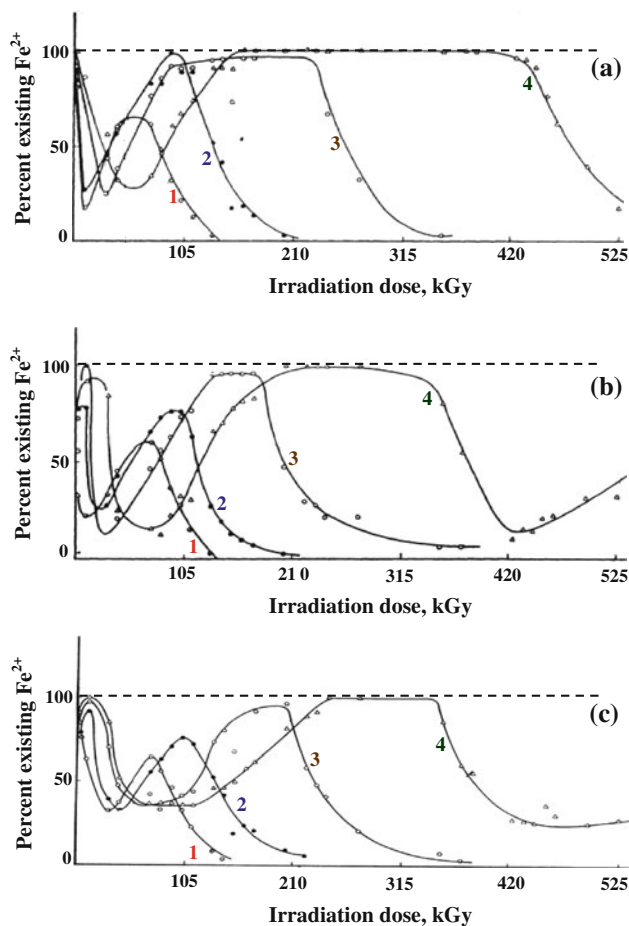 (a)
Percent existing Fe²⁺
100
50
0
1
2
3
4
105 210 315 420 525
Irradiation dose, kGy
(b)
Percent existing Fe²⁺
100
50
0
1
2
3
4
105 21 0 315 420 525
Irradiation dose, kGy
(c)
Percent existing Fe²⁺
100
50
0
1
2
3
4
105 210 315 420 525
Irradiation dose, kGy